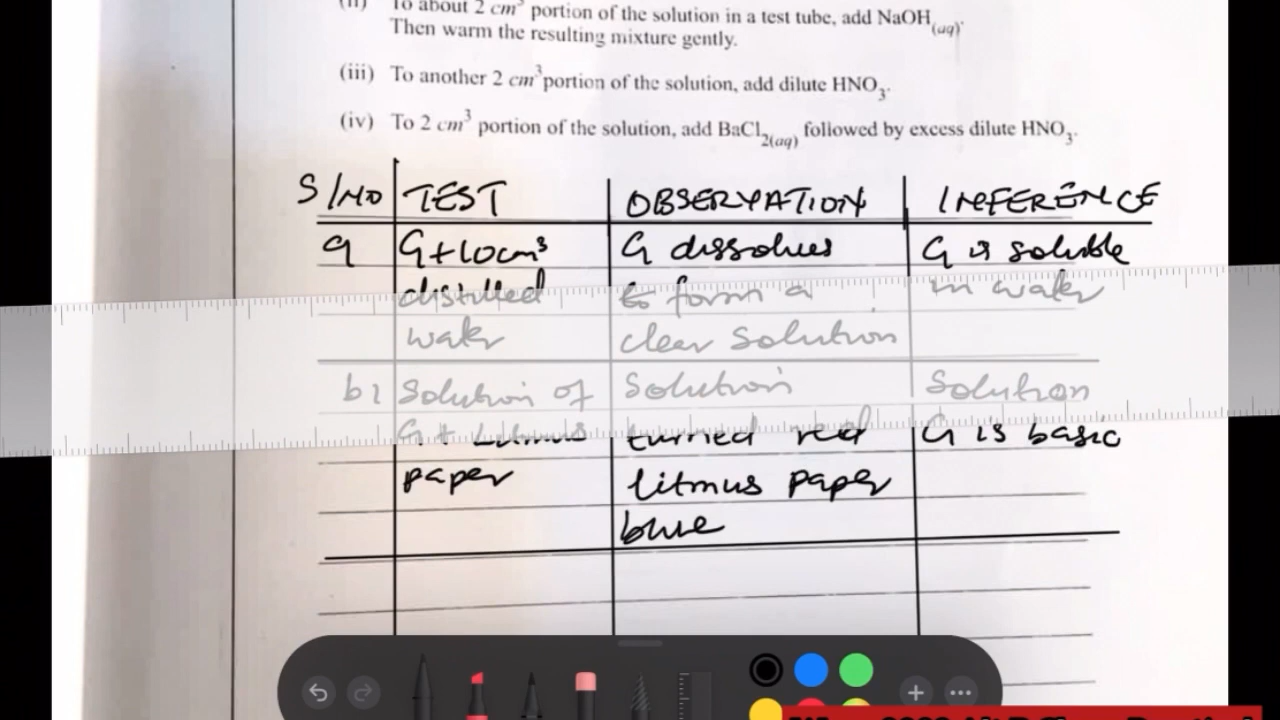 (ii) To about 2 cm³ portion of the solution in a test tube, add NaOH(aq).
Then warm the resulting mixture gently.
(iii) To another 2 cm³ portion of the solution, add dilute HNO₃.
(iv) To 2 cm³ portion of the solution, add BaCl₂(aq) followed by excess dilute HNO₃.
S/NO TEST OBSERVATION INFERENCE
a G + 10cm³ G dissolves G is soluble
distilled to form a in water
water clear solution
bi Solution of Solution Solution
G + Litmus turned red G is basic
paper litmus paper
blue